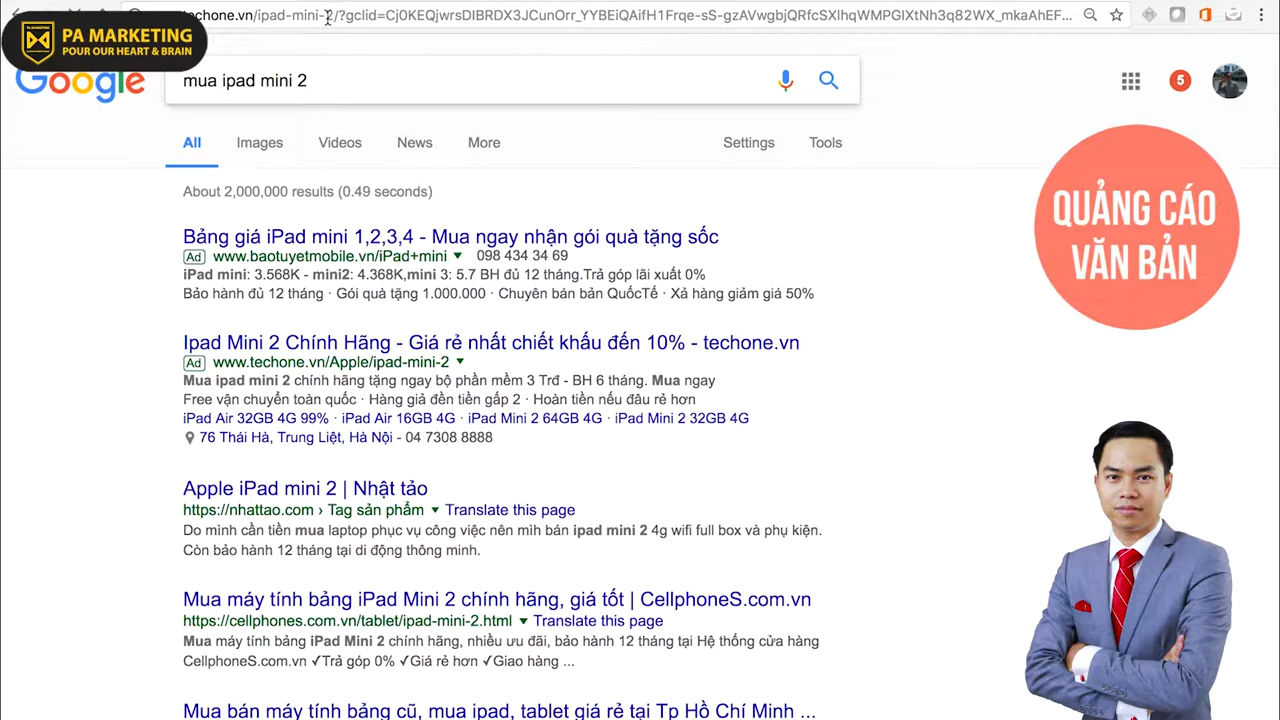 techone.vn/ipad-mini-2/?gclid=Cj0KEQjwrsDIBRDX3JCunOrr_YYBEiQAifH1Frqe-sS-gzAVwgbjQRfcSXlhqWMPGIXtNh3q82WX_mkaAhEF...
PA MARKETING
POUR OUR HEART & BRAIN
Google
mua ipad mini 2
5
All Images Videos News More Settings Tools
About 2,000,000 results (0.49 seconds)
QUẢNG CÁO
VĂN BẢN
Bảng giá iPad mini 1,2,3,4 - Mua ngay nhận gói quà tặng sốc
Ad www.baotuyetmobile.vn/iPad+mini ▼ 098 434 34 69
iPad mini: 3.568K - mini2: 4.368K,mini 3: 5.7 BH đủ 12 tháng.Trả góp lãi xuất 0%
Bảo hành đủ 12 tháng · Gói quà tặng 1.000.000 · Chuyên bán bản QuốcTế · Xả hàng giảm giá 50%
Ipad Mini 2 Chính Hãng - Giá rẻ nhất chiết khấu đến 10% - techone.vn
Ad www.techone.vn/Apple/ipad-mini-2 ▼
Mua ipad mini 2 chính hãng tặng ngay bộ phần mềm 3 Trđ - BH 6 tháng. Mua ngay
Free vận chuyển toàn quốc · Hàng giả đền tiền gấp 2 · Hoàn tiền nếu đâu rẻ hơn
iPad Air 32GB 4G 99% · iPad Air 16GB 4G · iPad Mini 2 64GB 4G · iPad Mini 2 32GB 4G
76 Thái Hà, Trung Liệt, Hà Nội - 04 7308 8888
Apple iPad mini 2 | Nhật tảo
https://nhattao.com › Tag sản phẩm ▼ Translate this page
Do mình cần tiền mua laptop phục vụ công việc nên mìh bán ipad mini 2 4g wifi full box và phụ kiện.
Còn bảo hành 12 tháng tại di động thông minh.
Mua máy tính bảng iPad Mini 2 chính hãng, giá tốt | CellphoneS.com.vn
https://cellphones.com.vn/tablet/ipad-mini-2.html ▼ Translate this page
Mua máy tính bảng iPad Mini 2 chính hãng, nhiều ưu đãi, bảo hành 12 tháng tại Hệ thống cửa hàng
CellphoneS.com.vn ✓Trả góp 0% ✓Giá rẻ hơn ✓Giao hàng ...
Mua bán máy tính bảng cũ, mua ipad, tablet giá rẻ tại Tp Hồ Chí Minh ...